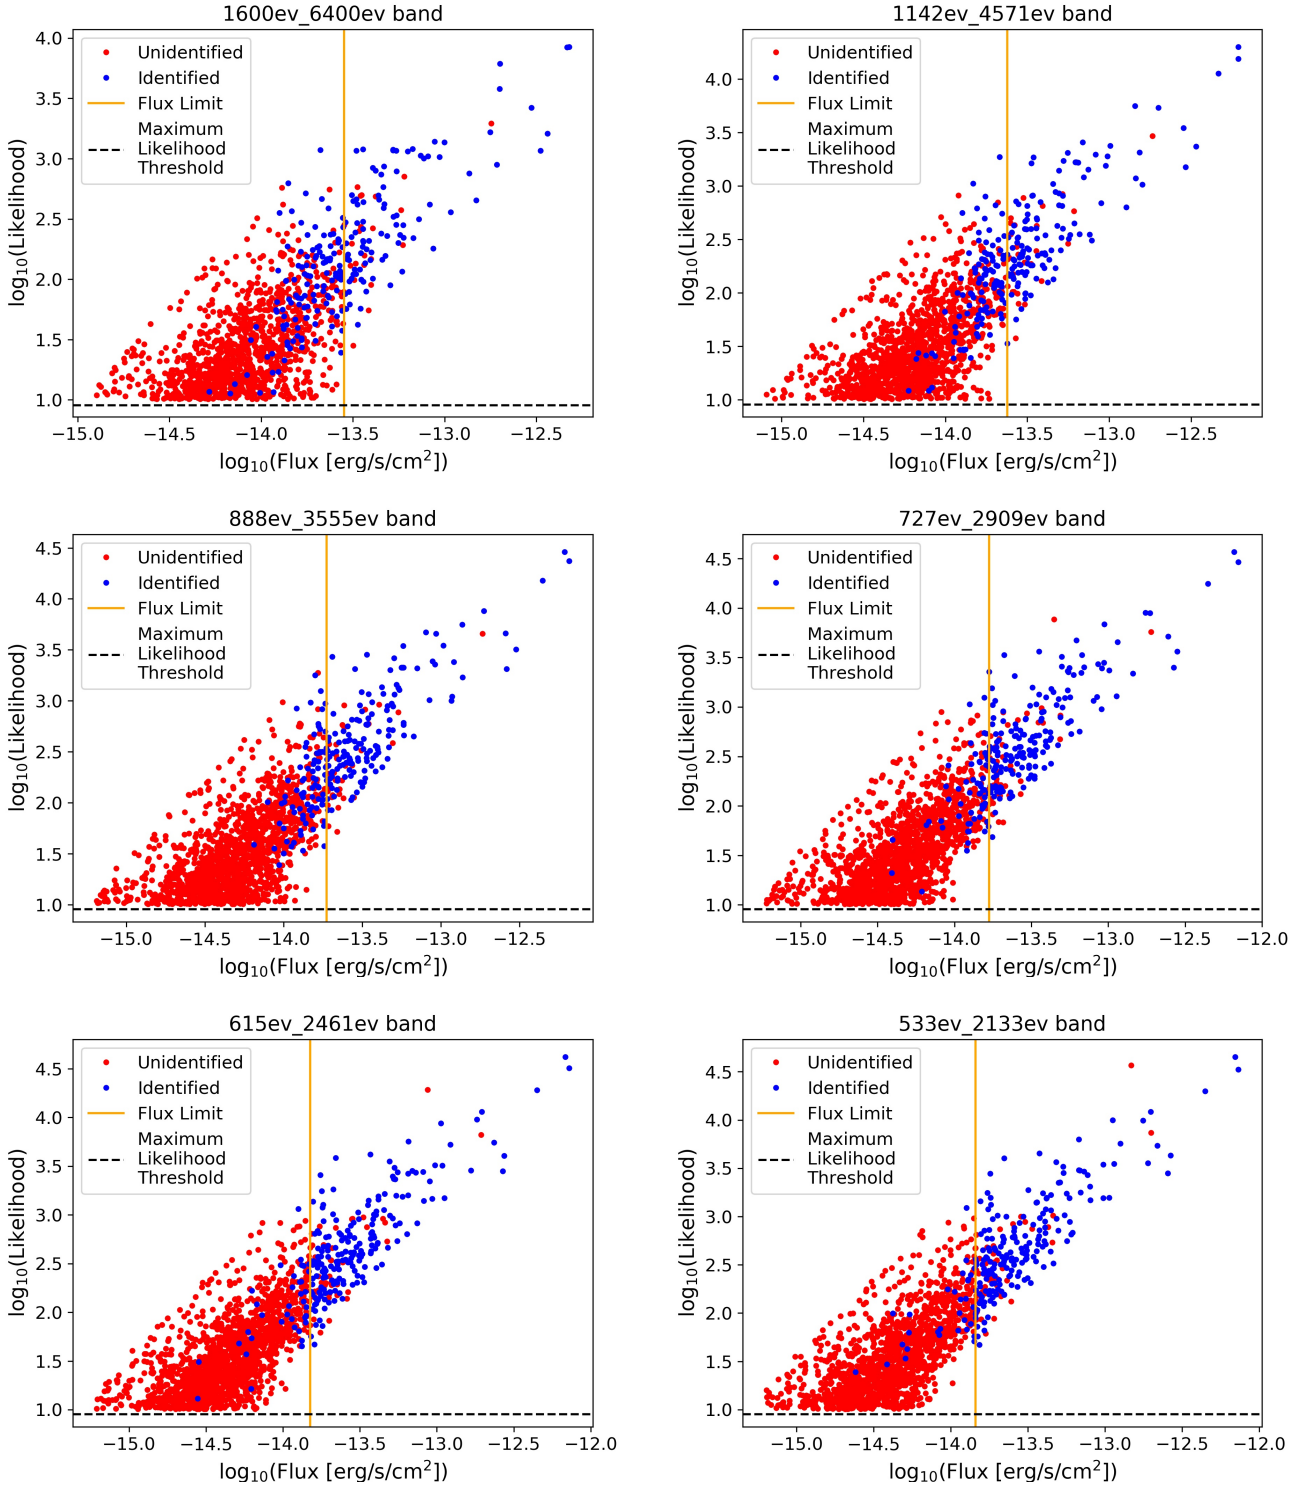 1600ev_6400ev band
4.0
3.5
3.0
2.5
2.0
1.5
1.0
log10(Likelihood)
Unidentified
Identified
Flux Limit
Maximum
Likelihood
Threshold
−15.0 −14.5 −14.0 −13.5 −13.0 −12.5
log10(Flux [erg/s/cm2])
1142ev_4571ev band
4.0
3.5
3.0
2.5
2.0
1.5
1.0
log10(Likelihood)
Unidentified
Identified
Flux Limit
Maximum
Likelihood
Threshold
−15.0 −14.5 −14.0 −13.5 −13.0 −12.5
log10(Flux [erg/s/cm2])
888ev_3555ev band
4.5
4.0
3.5
3.0
2.5
2.0
1.5
1.0
log10(Likelihood)
Unidentified
Identified
Flux Limit
Maximum
Likelihood
Threshold
−15.0 −14.5 −14.0 −13.5 −13.0 −12.5
log10(Flux [erg/s/cm2])
727ev_2909ev band
4.5
4.0
3.5
3.0
2.5
2.0
1.5
1.0
log10(Likelihood)
Unidentified
Identified
Flux Limit
Maximum
Likelihood
Threshold
−15.0 −14.5 −14.0 −13.5 −13.0 −12.5 −12.0
log10(Flux [erg/s/cm2])
615ev_2461ev band
4.5
4.0
3.5
3.0
2.5
2.0
1.5
1.0
log10(Likelihood)
Unidentified
Identified
Flux Limit
Maximum
Likelihood
Threshold
−15.0 −14.5 −14.0 −13.5 −13.0 −12.5 −12.0
log10(Flux [erg/s/cm2])
533ev_2133ev band
4.5
4.0
3.5
3.0
2.5
2.0
1.5
1.0
log10(Likelihood)
Unidentified
Identified
Flux Limit
Maximum
Likelihood
Threshold
−15.0 −14.5 −14.0 −13.5 −13.0 −12.5 −12.0
log10(Flux [erg/s/cm2])